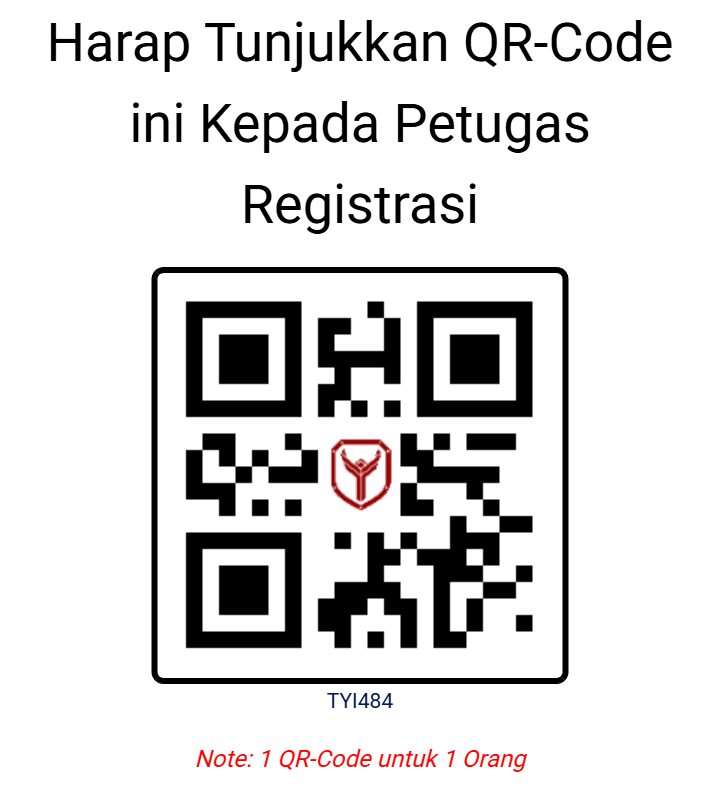 Harap Tunjukkan QR-Code
ini Kepada Petugas
Registrasi
TYI484
Note: 1 QR-Code untuk 1 Orang